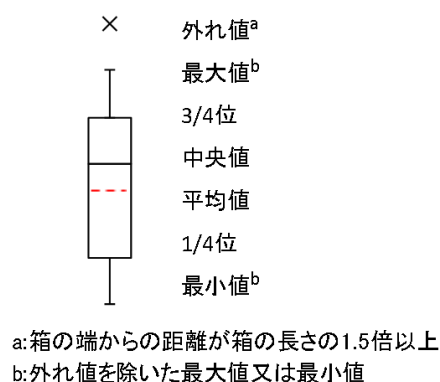 外れ値a
最大値b
3/4位
中央値
平均値
1/4位
最小値b
a:箱の端からの距離が箱の長さの1.5倍以上
b:外れ値を除いた最大値又は最小値